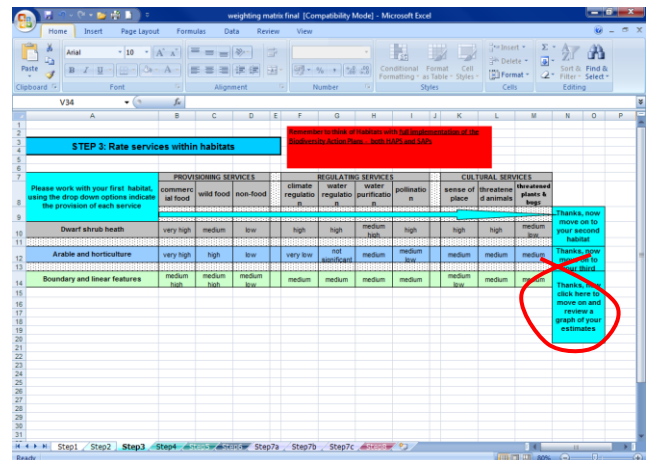 weighting matrix final [Compatibility Mode] - Microsoft Excel
Home Insert Page Layout Formulas Data Review View
Paste
Arial 10
B I U
Conditional Formatting
Format as Table
Cell Styles
Insert
Delete
Format
Sort & Filter
Find & Select
Clipboard Font Alignment Number Styles Cells Editing
V34 fx
A B C D E F G H I J K L M N O P
STEP 3: Rate services within habitats
Remember to think of Habitats with full implementation of the
Biodiversity Action Plans - both HAPS and SAPs
PROVISIONING SERVICES REGULATING SERVICES CULTURAL SERVICES
Please work with your first habitat,
using the drop down options indicate
the provision of each service
commerc
ial food
wild food
non-food
climate
regulatio
n
water
regulatio
n
water
purificatio
n
pollinatio
n
sense of
place
threatene
d animals
threatened
plants &
bugs
Thanks, now
move on to
your second
habitat
Dwarf shrub heath very high medium low high high medium high high high high medium low
Thanks, now
move on to
your third
Arable and horticulture very high high low very low not significant medium medium low medium medium medium
Boundary and linear features medium high medium high medium low medium medium medium medium medium low medium medium
Thanks, now
click here to
move on and
review a
graph of your
estimates
Step1 Step2 Step3 Step4 Step7a Step7b Step7c
Ready 80%